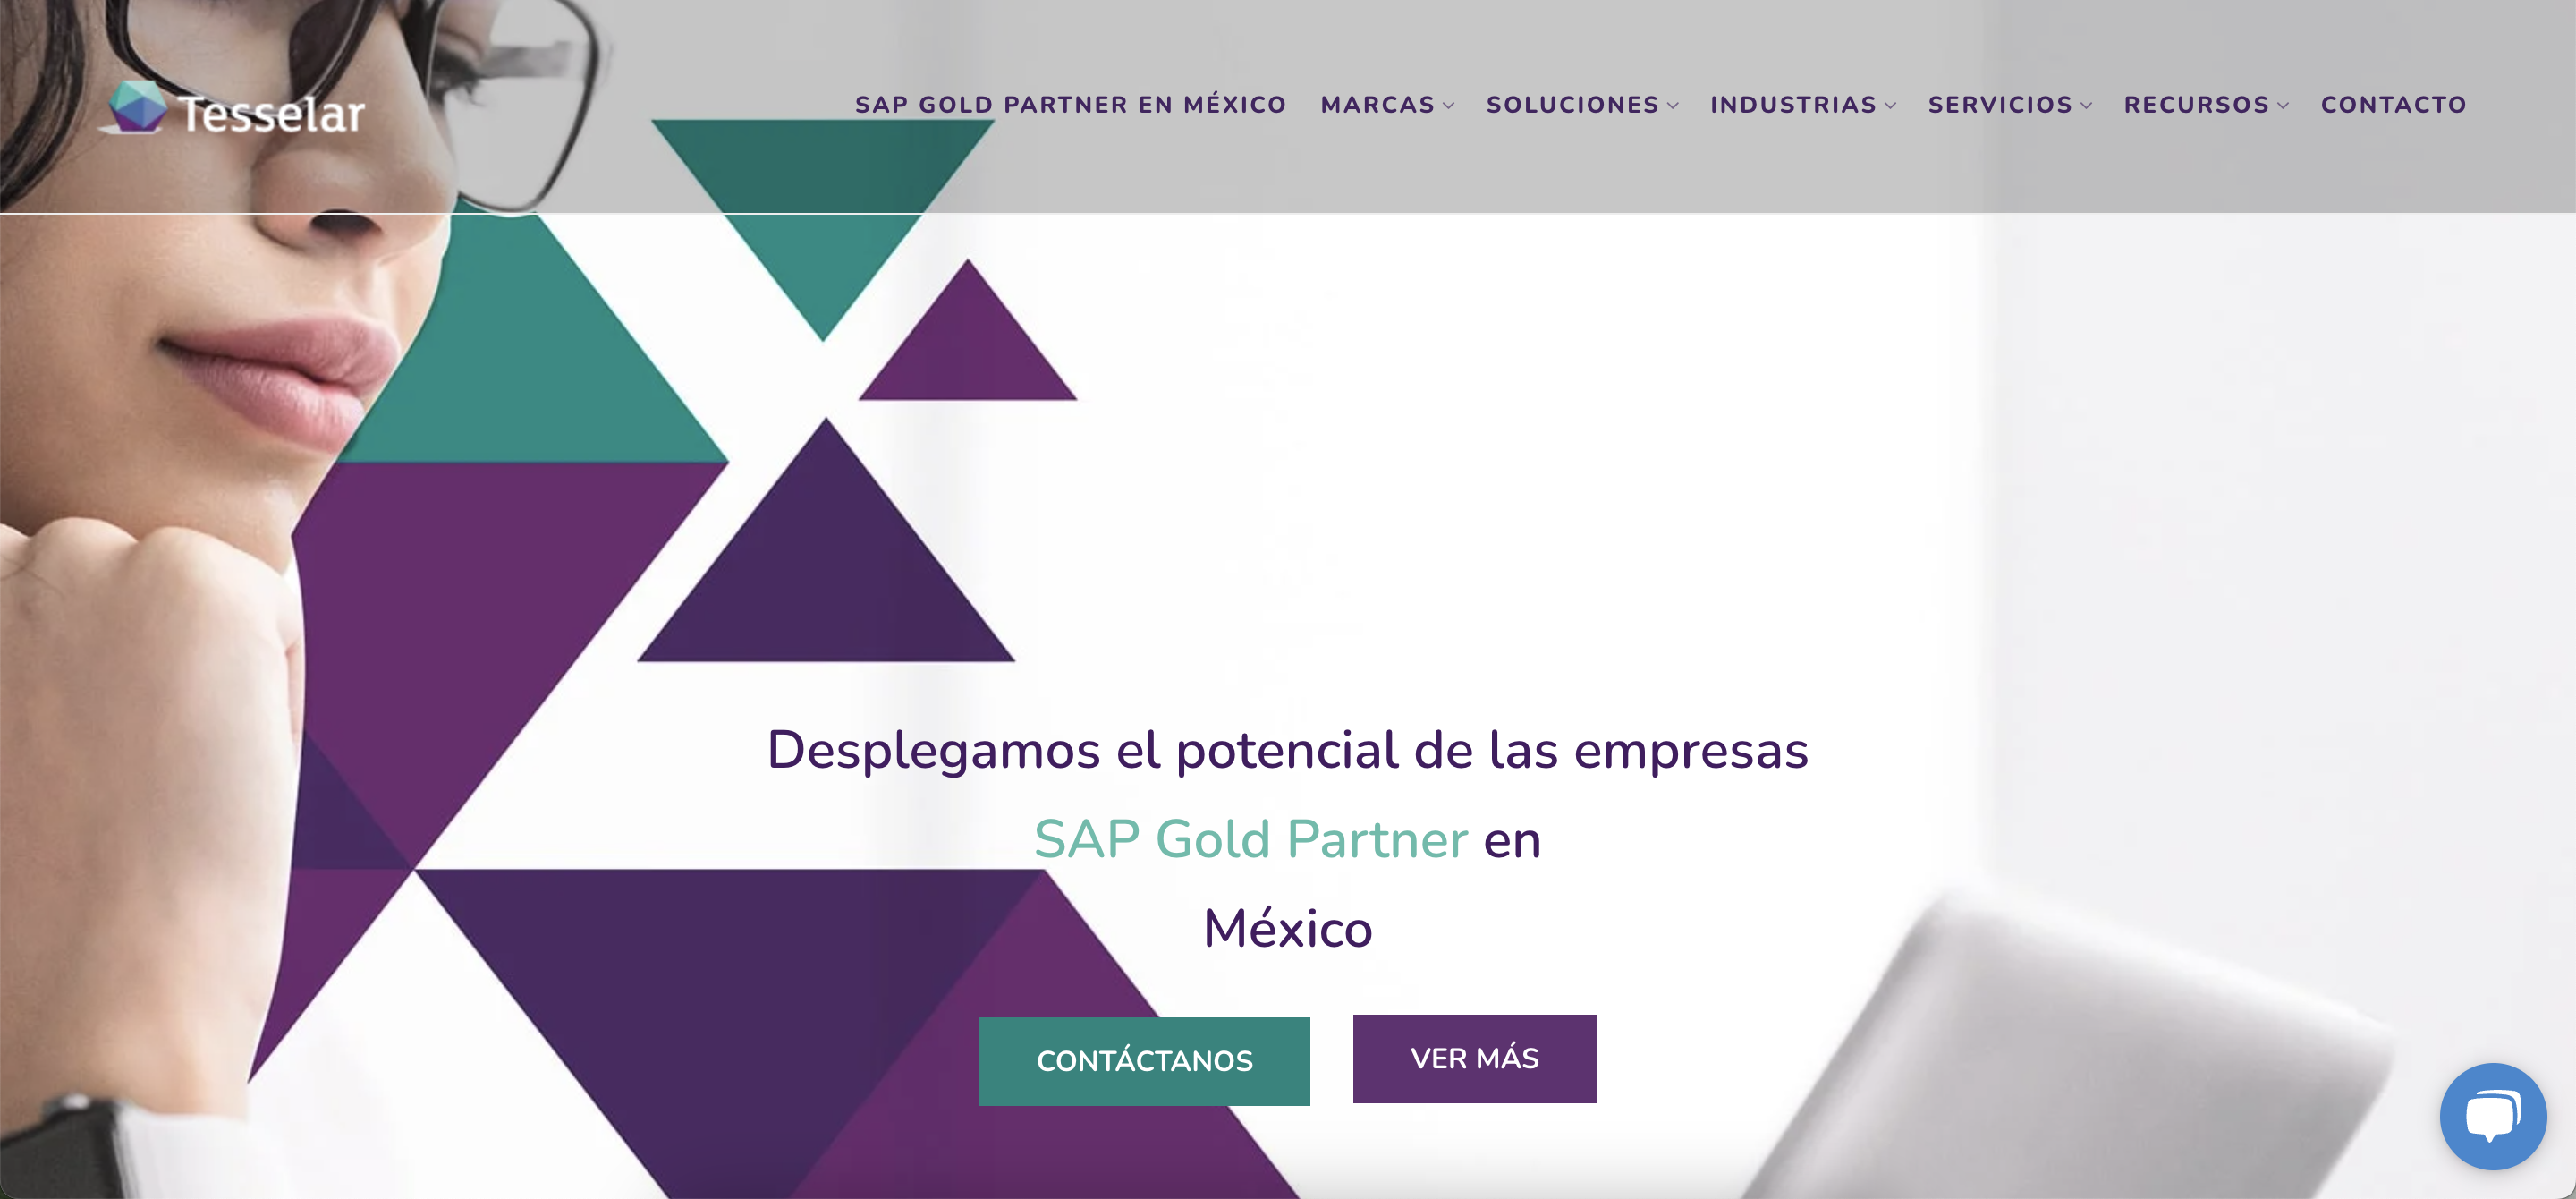 Tesselar
SAP GOLD PARTNER EN MÉXICO MARCAS SOLUCIONES INDUSTRIAS SERVICIOS RECURSOS CONTACTO
Desplegamos el potencial de las empresas
SAP Gold Partner en
México
CONTÁCTANOS VER MÁS